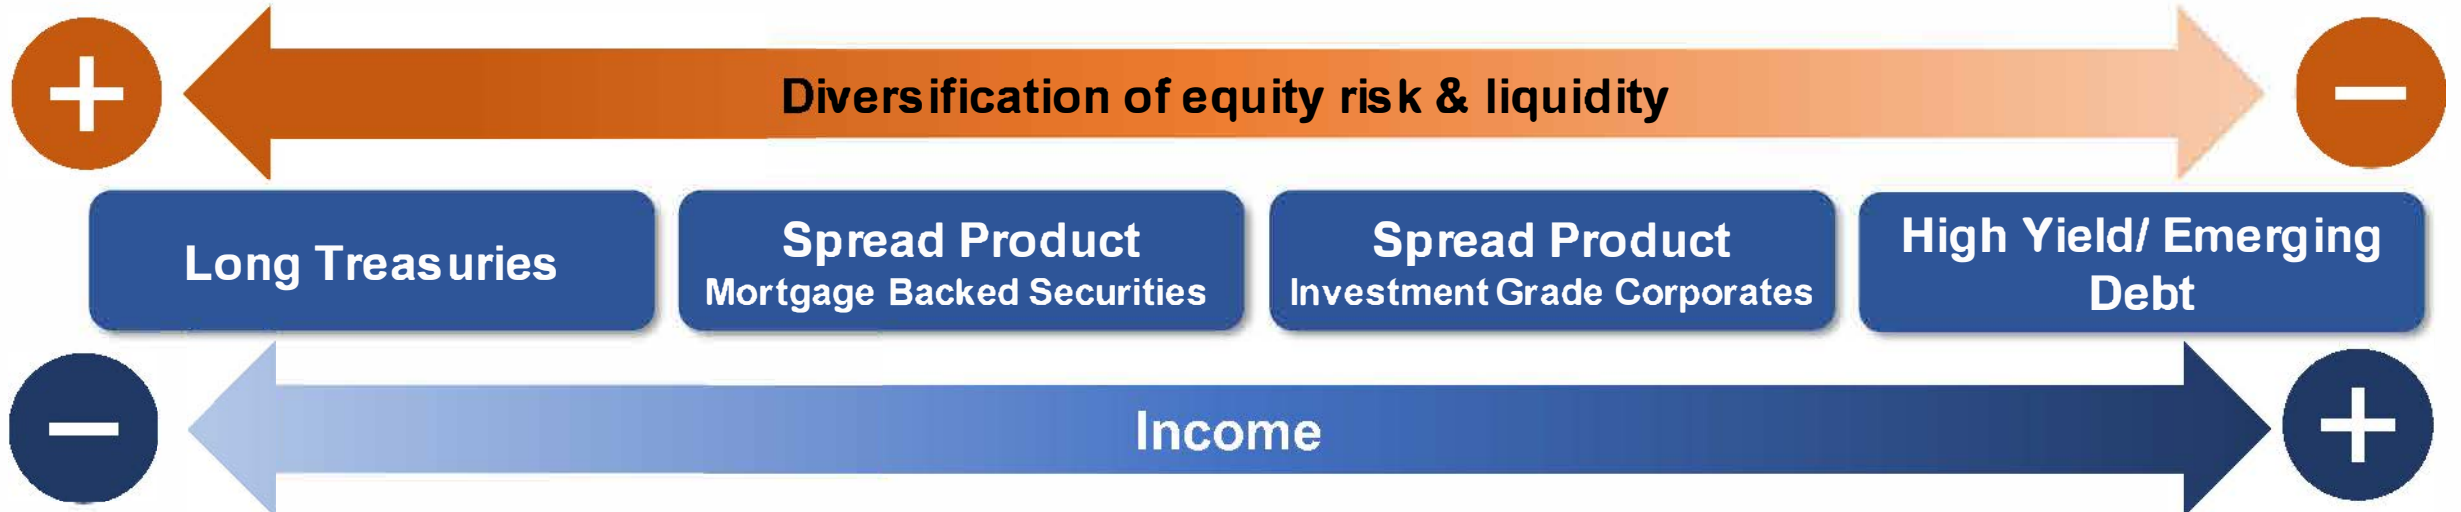 +
Diversification of equity risk & liquidity
−
Long Treasuries
Spread Product
Mortgage Backed Securities
Spread Product
Investment Grade Corporates
High Yield/ Emerging
Debt
−
Income
+